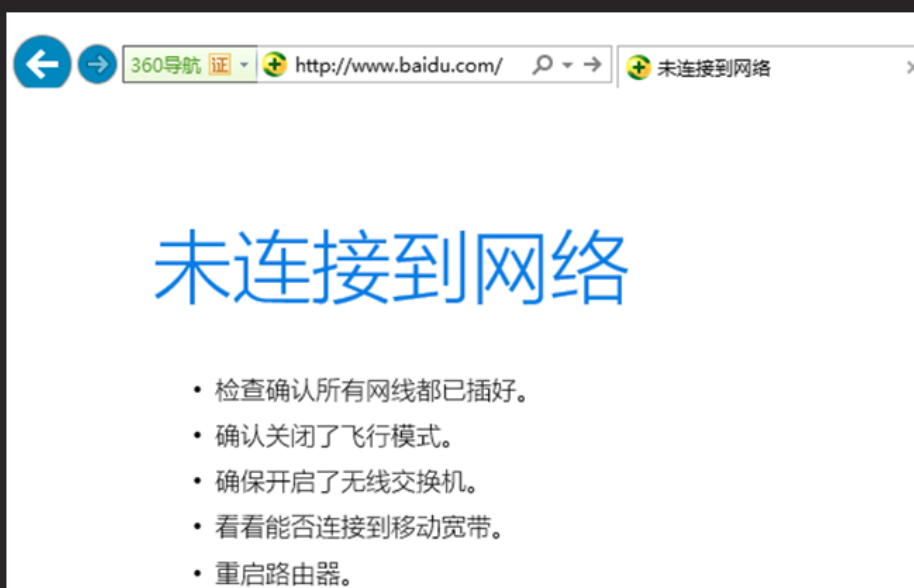 360导航 证 http://www.baidu.com/ 未连接到网络
未连接到网络
• 检查确认所有网线都已插好。
• 确认关闭了飞行模式。
• 确保开启了无线交换机。
• 看看能否连接到移动宽带。
• 重启路由器。